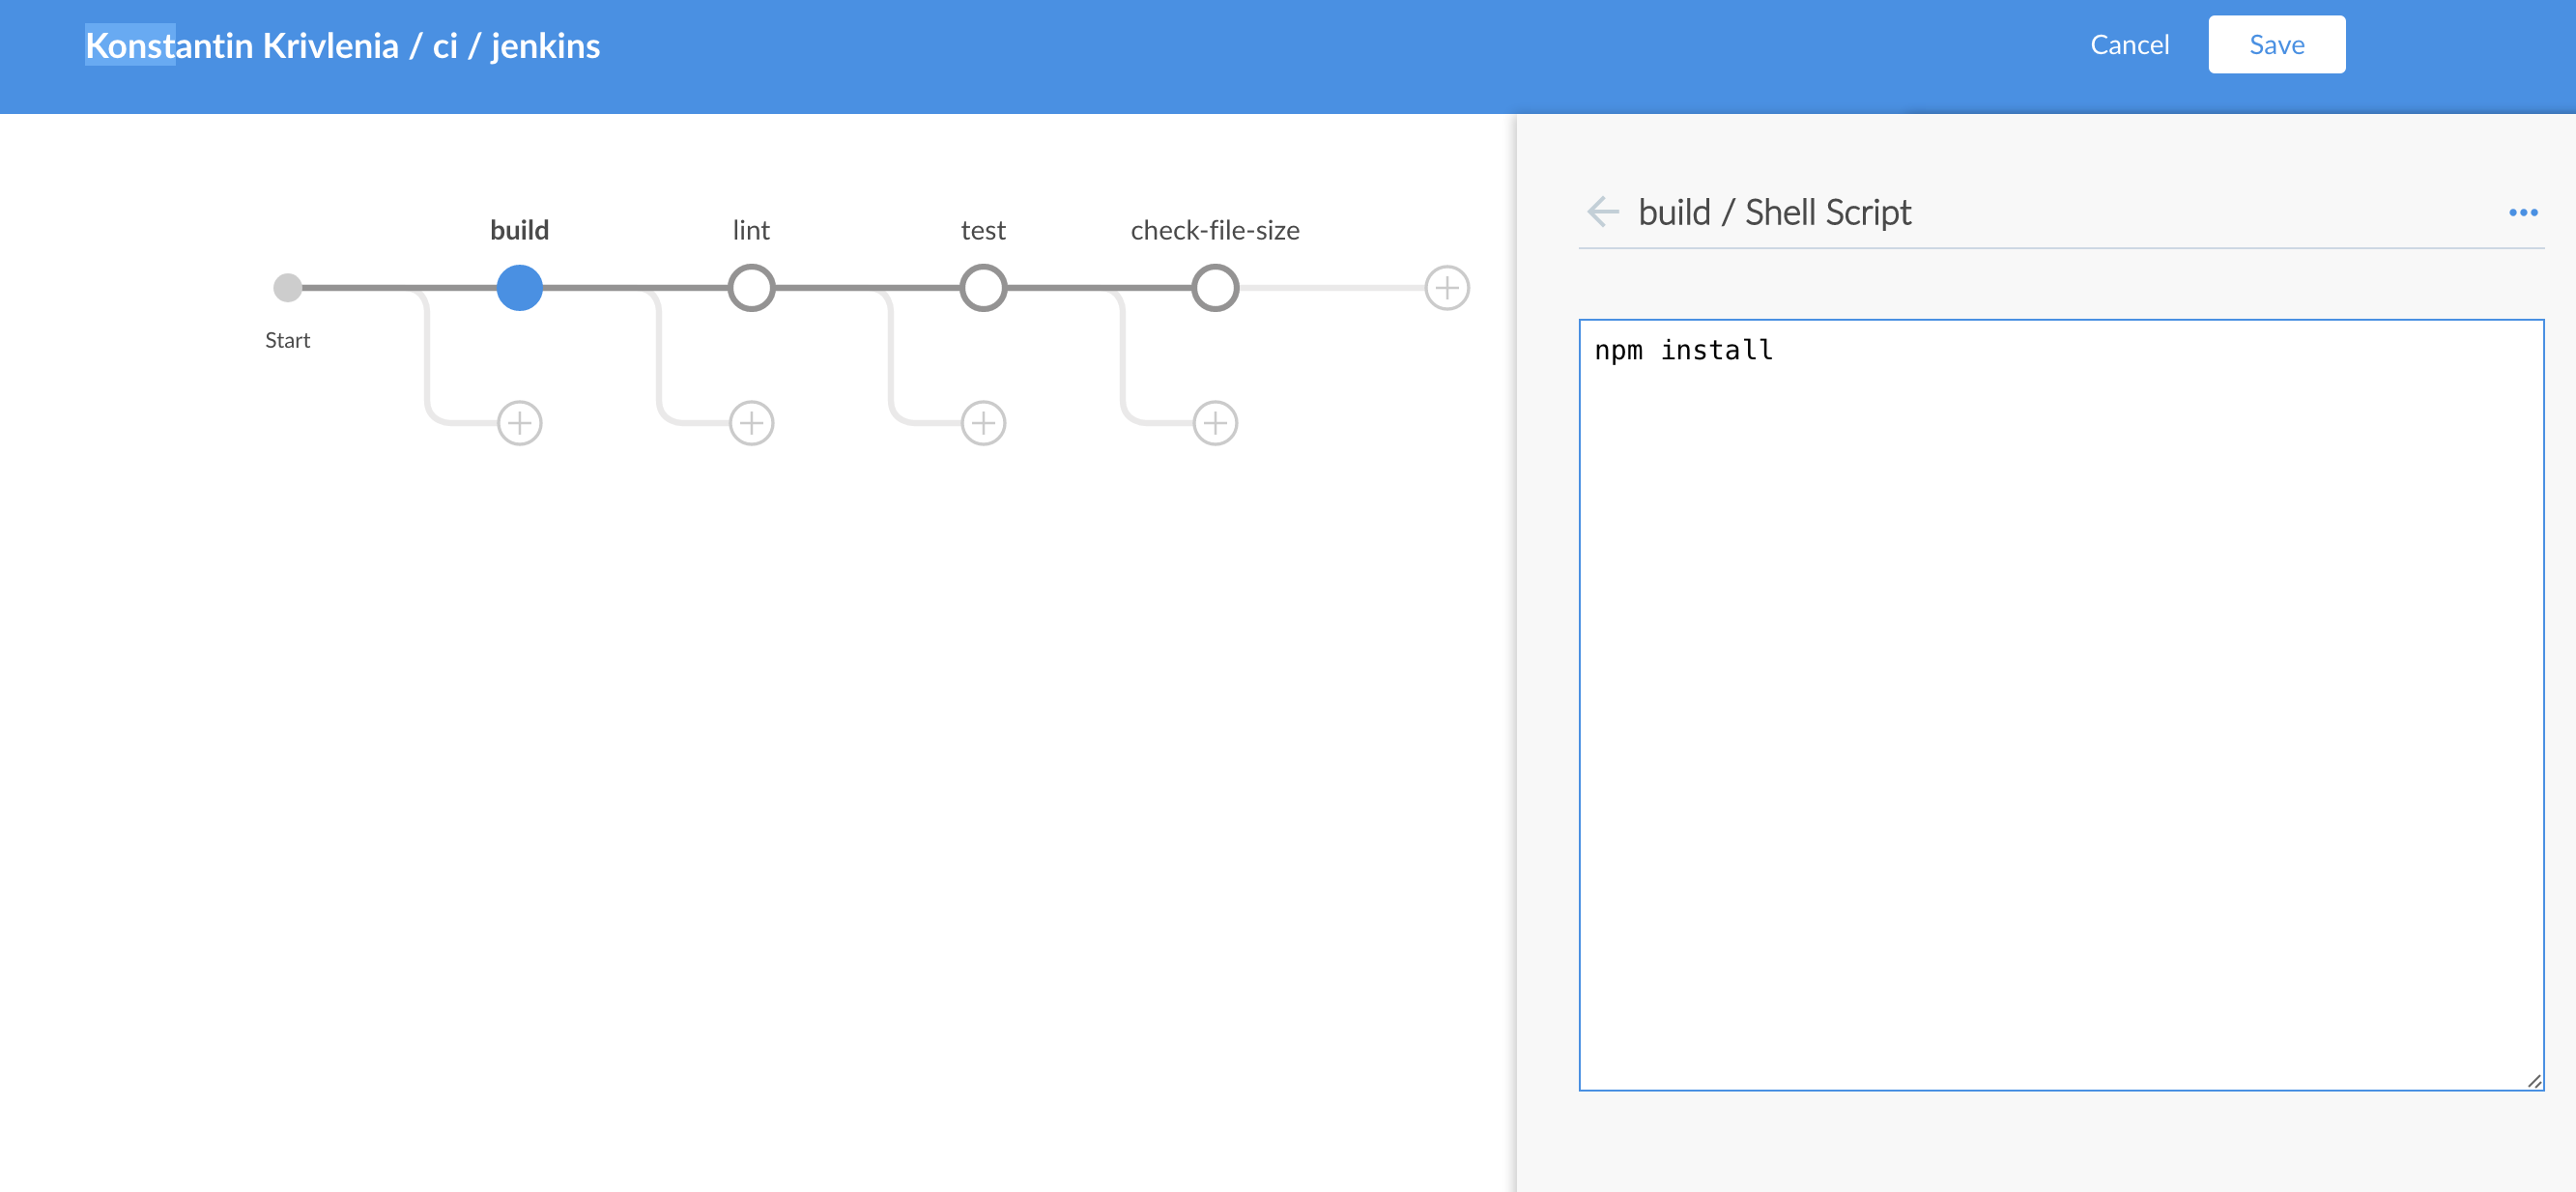 Konstantin Krivlenia / ci / jenkins
Cancel
Save
build
lint
test
check-file-size
Start
build / Shell Script
npm install